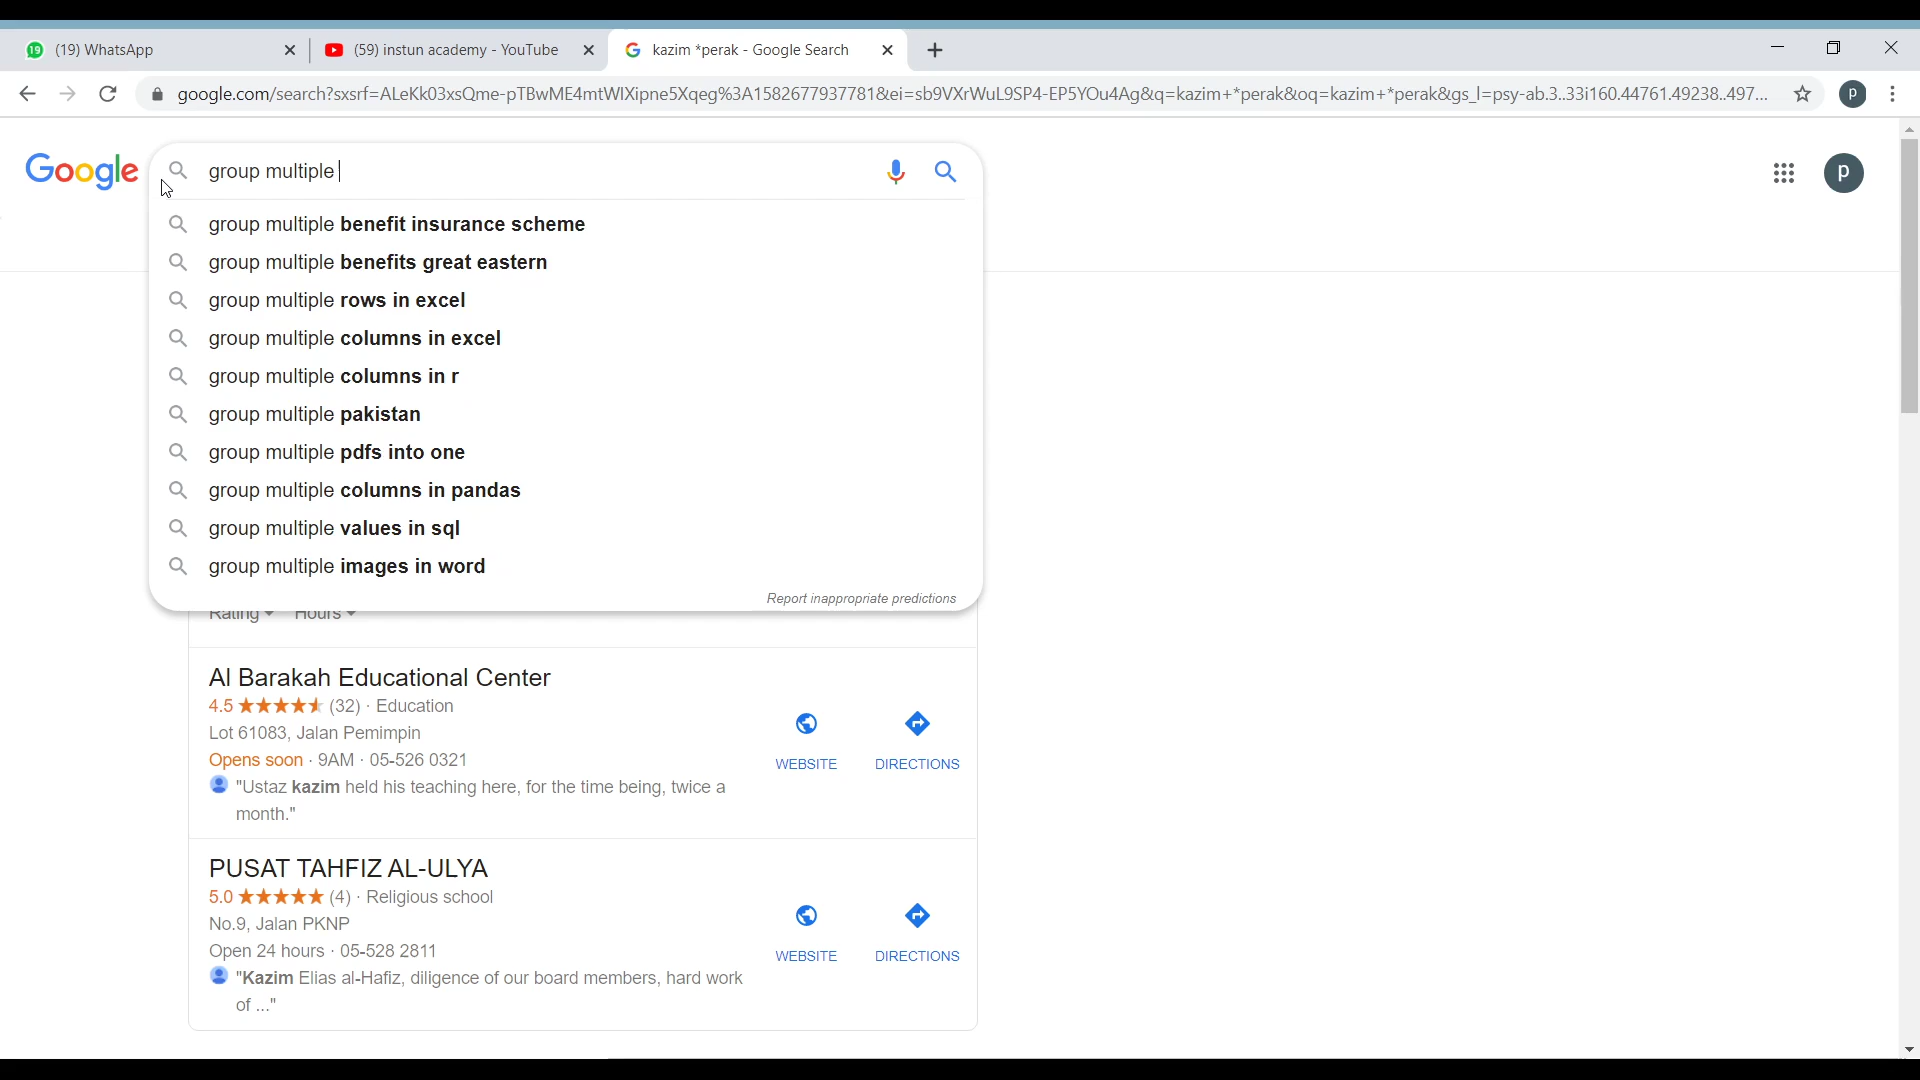 (19) WhatsApp
(59) instun academy - YouTube
kazim *perak - Google Search
google.com/search?sxsrf=ALeKk03xsQme-pTBwME4mtWIXipne5Xqeg%3A1582677937781&ei=sb9VXrWuL9SP4-EP5YOu4Ag&q=kazim+*perak&oq=kazim+*perak&gs_l=psy-ab.3..33i160.44761.49238..497...
P
Google
group multiple
P
group multiple benefit insurance scheme
group multiple benefits great eastern
group multiple rows in excel
group multiple columns in excel
group multiple columns in r
group multiple pakistan
group multiple pdfs into one
group multiple columns in pandas
group multiple values in sql
group multiple images in word
Report inappropriate predictions
Rating Hours
Al Barakah Educational Center
4.5 (32) · Education
Lot 61083, Jalan Pemimpin
Opens soon · 9AM · 05-526 0321
"Ustaz kazim held his teaching here, for the time being, twice a
month."
WEBSITE DIRECTIONS
PUSAT TAHFIZ AL-ULYA
5.0 (4) · Religious school
No.9, Jalan PKNP
Open 24 hours · 05-528 2811
"Kazim Elias al-Hafiz, diligence of our board members, hard work
of ..."
WEBSITE DIRECTIONS